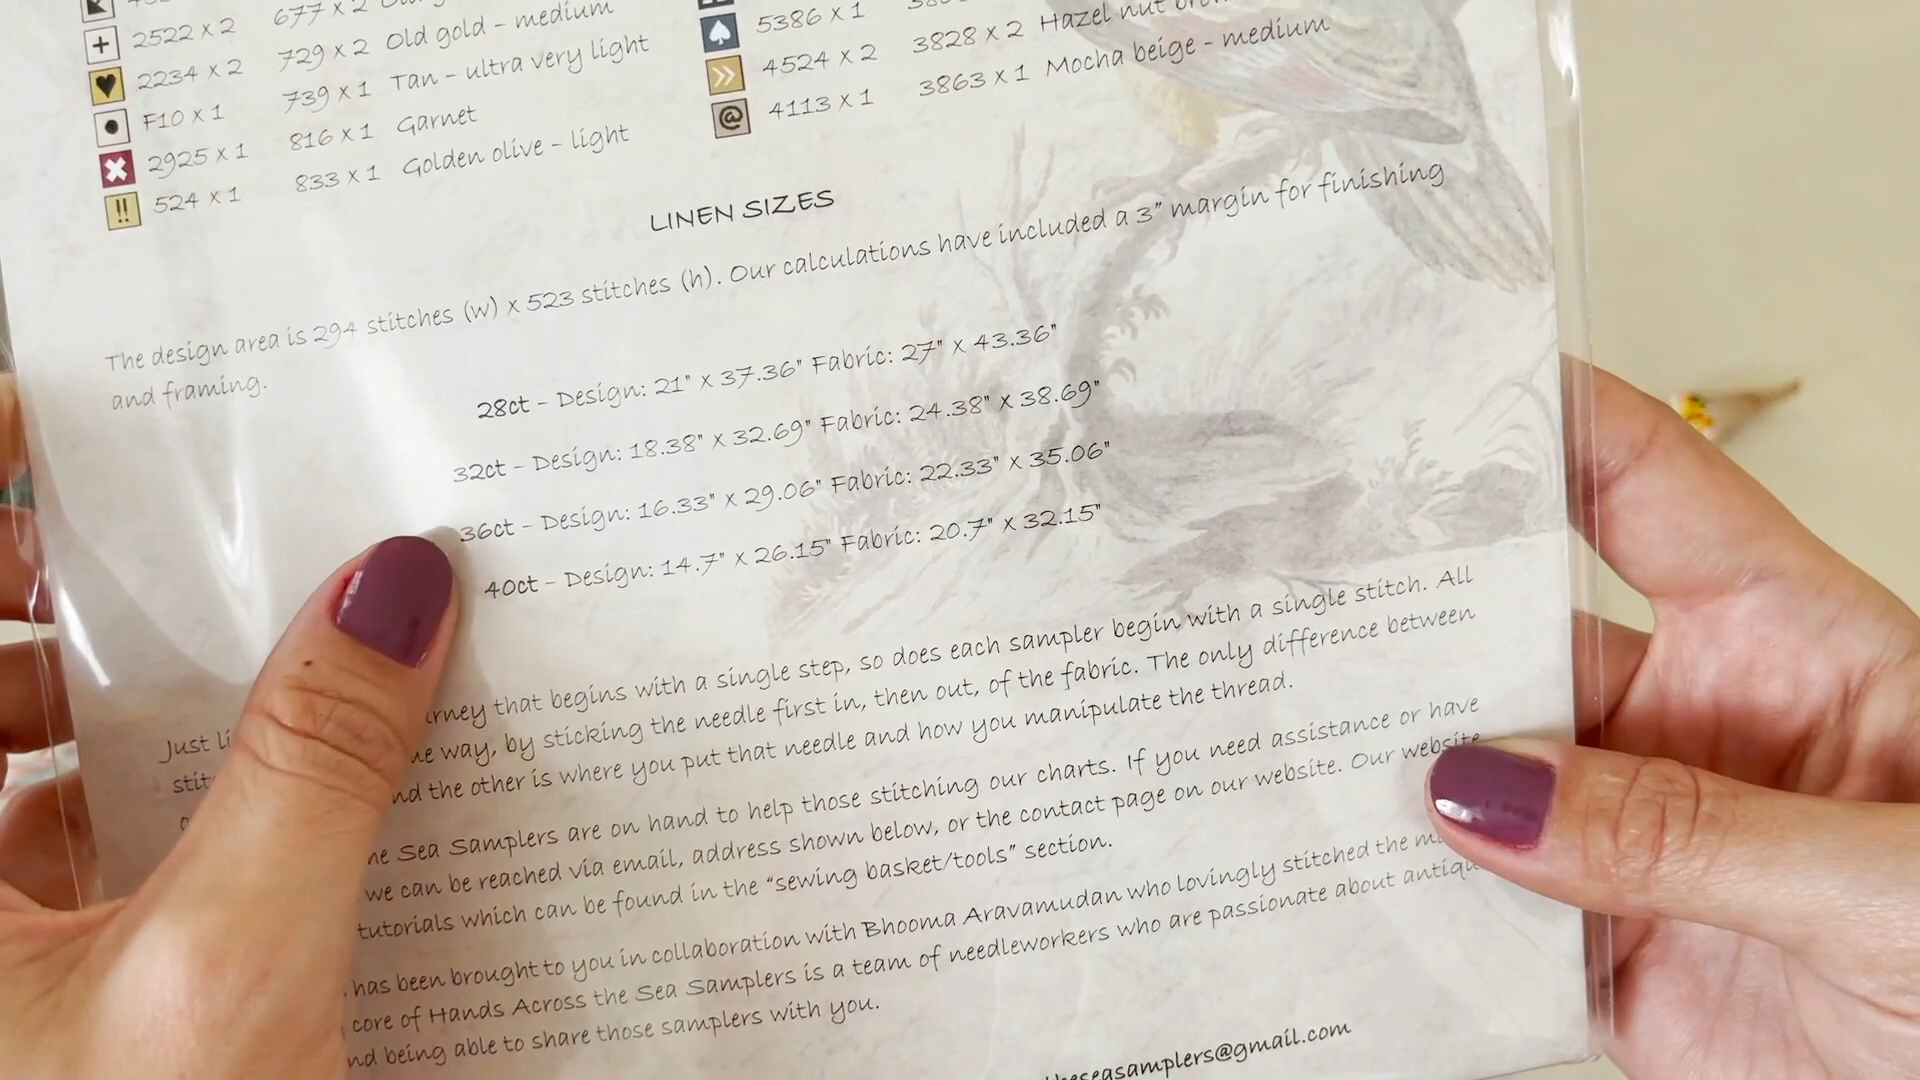 2522 x 2 729 x 2 Old gold - medium
2234 x 2 739 x 1 Tan - ultra very light
F10 x 1 816 x 1 Garnet
2925 x 1 833 x 1 Golden olive - light
524 x 1
677 x 2
5386 x 1 3828 x 2 Hazel nut
4524 x 2 3863 x 1 Mocha beige - medium
4113 x 1
LINEN SIZES
The design area is 294 stitches (w) x 523 stitches (h). Our calculations have included a 3" margin for finishing
and framing.
28ct - Design: 21" x 37.36" Fabric: 27" x 43.36"
32ct - Design: 18.38" x 32.69" Fabric: 24.38" x 38.69"
36ct - Design: 16.33" x 29.06" Fabric: 22.33" x 35.06"
40ct - Design: 14.7" x 26.15" Fabric: 20.7" x 32.15"
Just that begins with a single step, so does each sampler begin with a single stitch. All
way, by sticking the needle first in, then out, of the fabric. The only difference between
the other is where you put that needle and how you manipulate the thread.
Sea Samplers are on hand to help those stitching our charts. If you need assistance or have
we can be reached via email, address shown below, or the contact page on our website. Our website
tutorials which can be found in the "sewing basket/tools" section.
has been brought to you in collaboration with Bhooma Aravamudan who lovingly stitched the
core of Hands Across the Sea Samplers is a team of needleworkers who are passionate about
being able to share those samplers with you.
theseasamplers@gmail.com